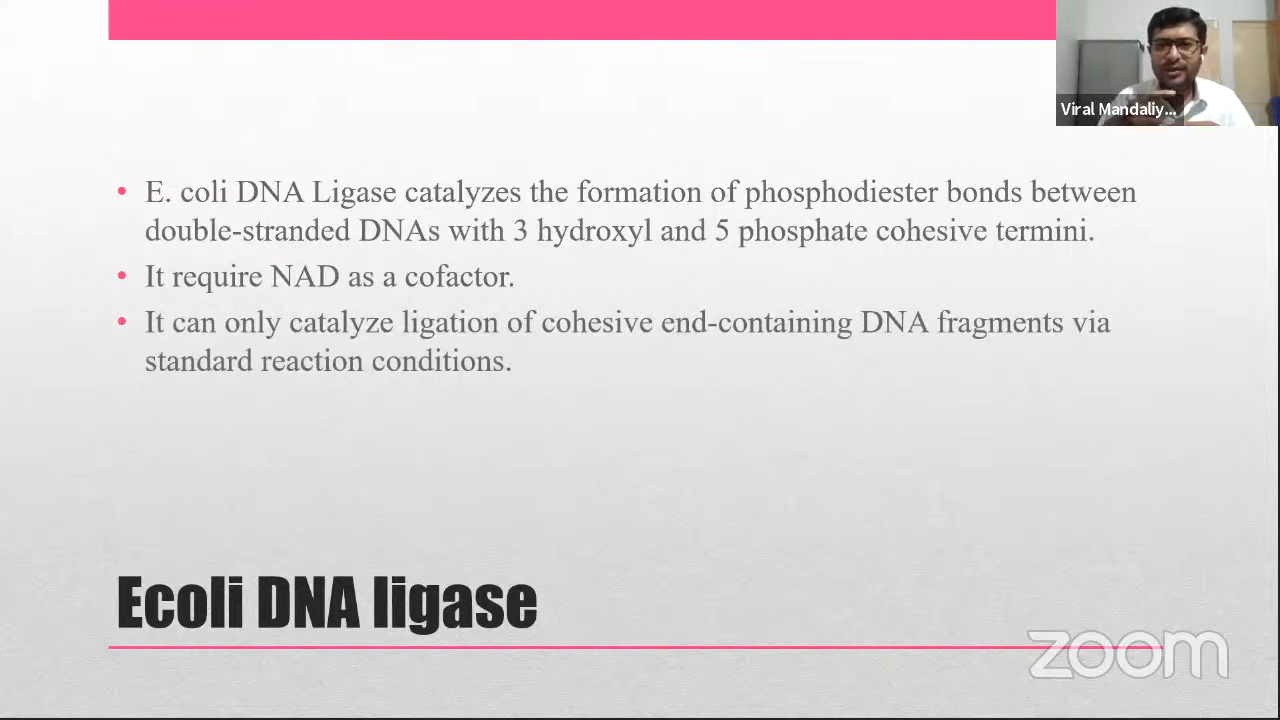 Viral Mandaliy...
• E. coli DNA Ligase catalyzes the formation of phosphodiester bonds between
double-stranded DNAs with 3 hydroxyl and 5 phosphate cohesive termini.
• It require NAD as a cofactor.
• It can only catalyze ligation of cohesive end-containing DNA fragments via
standard reaction conditions.
Ecoli DNA ligase
zoom